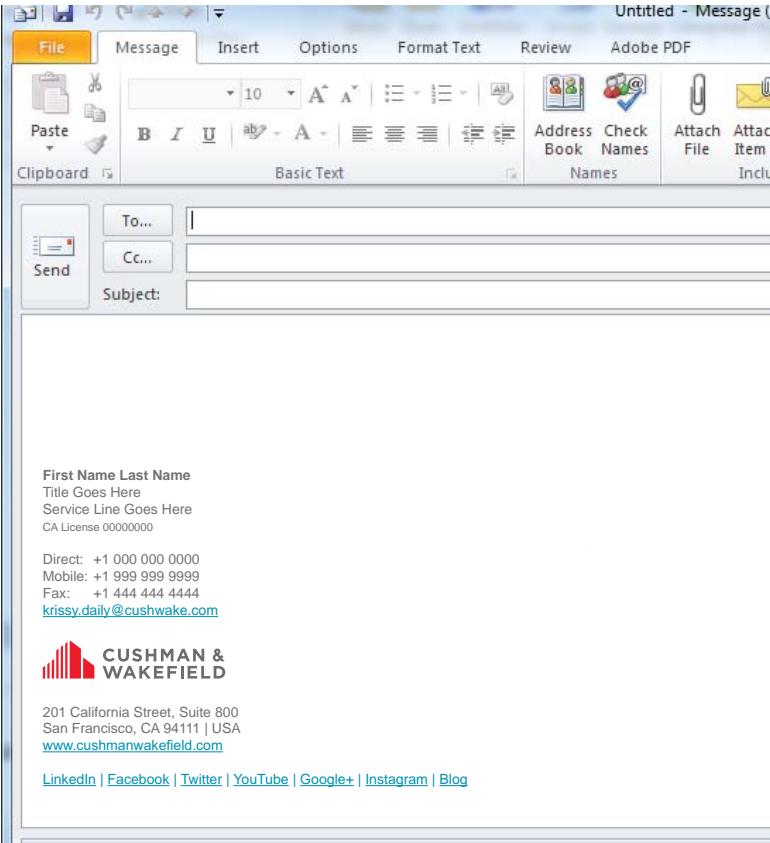 Untitled - Message (
File Message Insert Options Format Text Review Adobe PDF
10 A A
Paste B I U ab A Address Book Check Names Attach File Attac Item
Clipboard Basic Text Names Inclu
To...
Send Cc...
Subject:
First Name Last Name
Title Goes Here
Service Line Goes Here
CA License 00000000
Direct: +1 000 000 0000
Mobile: +1 999 999 9999
Fax: +1 444 444 4444
krissy.daily@cushwake.com
CUSHMAN &
WAKEFIELD
201 California Street, Suite 800
San Francisco, CA 94111 | USA
www.cushmanwakefield.com
LinkedIn | Facebook | Twitter | YouTube | Google+ | Instagram | Blog